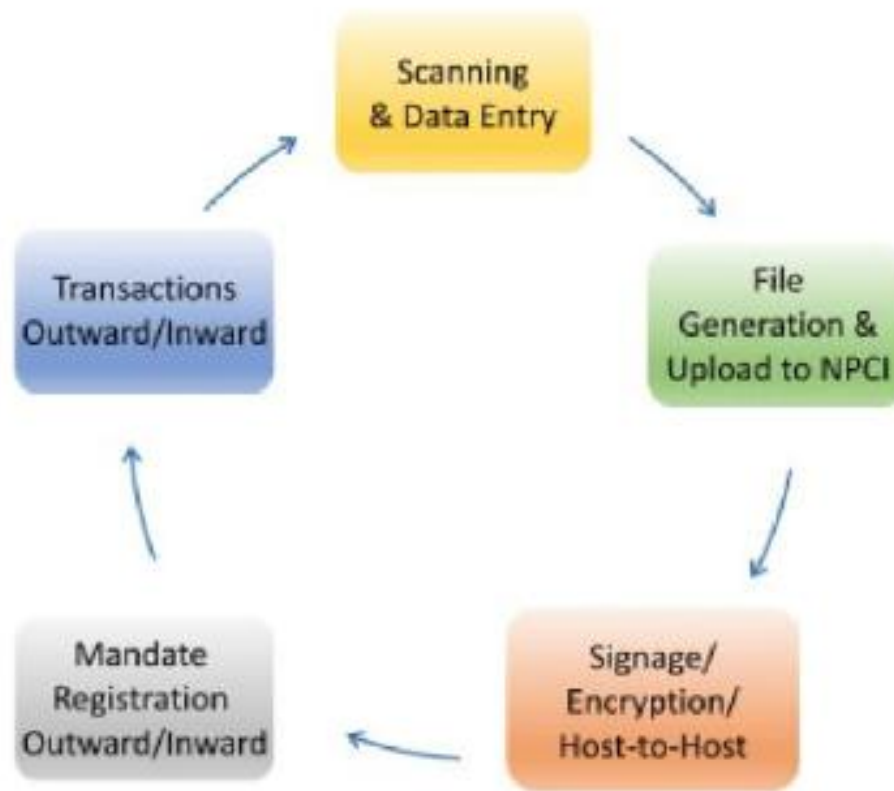 Scanning
& Data Entry
File
Generation &
Upload to NPCI
Signage/
Encryption/
Host-to-Host
Mandate
Registration
Outward/Inward
Transactions
Outward/Inward